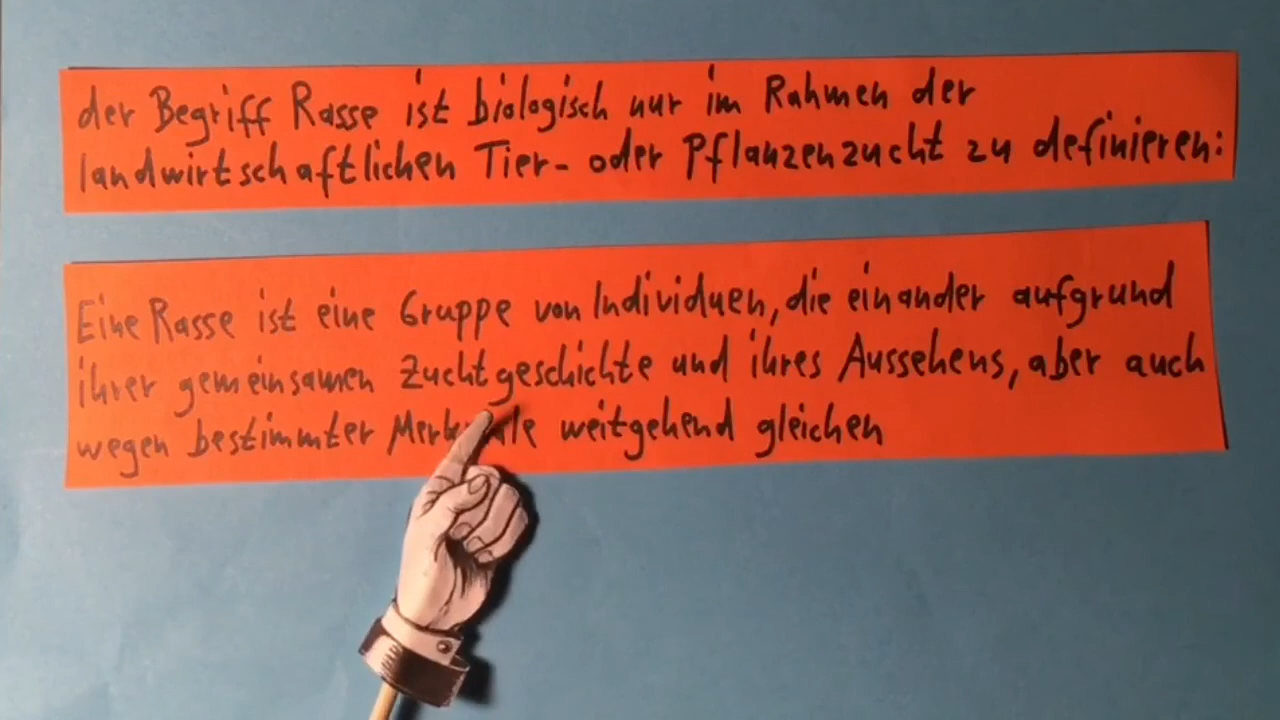 der Begriff Rasse ist biologisch nur im Rahmen der
landwirtschaftlichen Tier- oder Pflanzenzucht zu definieren:
Eine Rasse ist eine Gruppe von Individuen, die einander aufgrund
ihrer gemeinsamen Zuchtgeschichte und ihres Aussehens, aber auch
wegen bestimmter Merkmale weitgehend gleichen